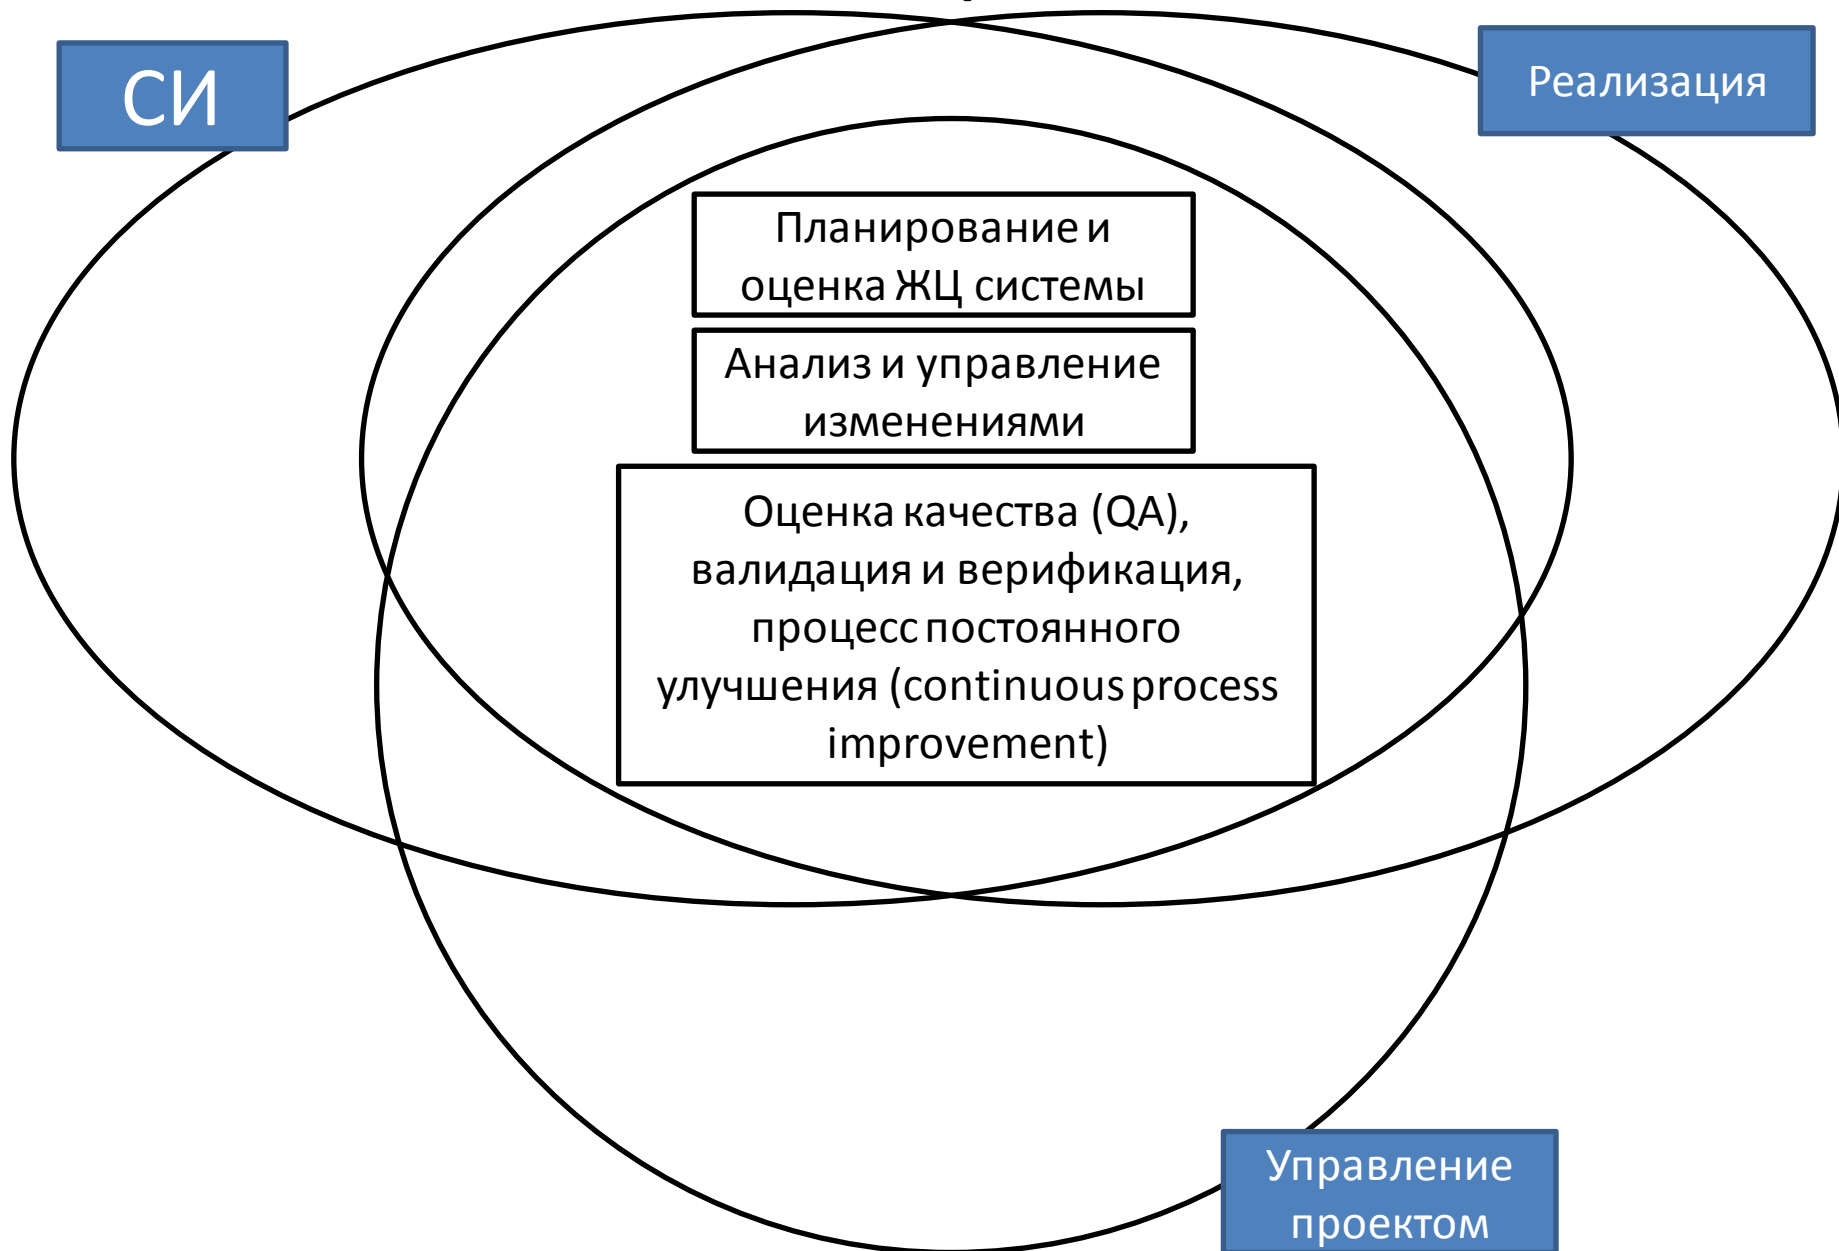 СИ
Реализация
Планирование и
оценка ЖЦ системы
Анализ и управление
изменениями
Оценка качества (QA),
валидация и верификация,
процесс постоянного
улучшения (continuous process
improvement)
Управление
проектом